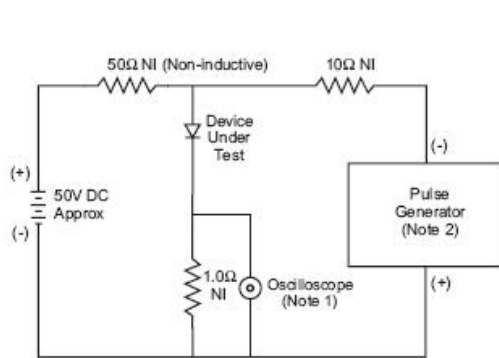 50Ω NI (Non-inductive)
10Ω NI
Device
Under
Test
(+)
50V DC
Approx
(-)
(-)
Pulse
Generator
(Note 2)
(+)
1.0Ω
NI
Oscilloscope
(Note 1)